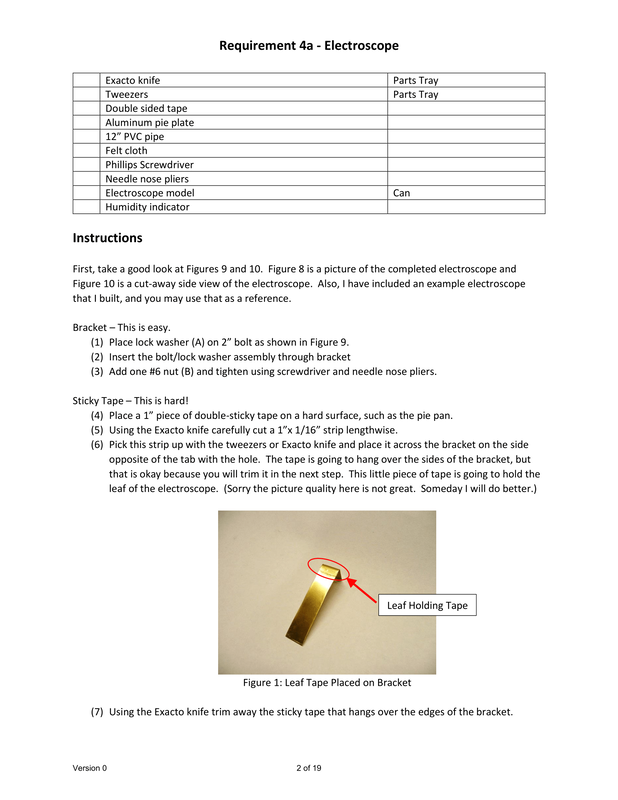 Requirement 4a - Electroscope
Exacto knife Parts Tray
Tweezers Parts Tray
Double sided tape
Aluminum pie plate
12” PVC pipe
Felt cloth
Phillips Screwdriver
Needle nose pliers
Electroscope model Can
Humidity indicator
Instructions
First, take a good look at Figures 9 and 10.  Figure 8 is a picture of the completed electroscope and
Figure 10 is a cut-away side view of the electroscope.  Also, I have included an example electroscope
that I built, and you may use that as a reference.
Bracket – This is easy.
(1) Place lock washer (A) on 2” bolt as shown in Figure 9.
(2) Insert the bolt/lock washer assembly through bracket
(3) Add one #6 nut (B) and tighten using screwdriver and needle nose pliers.
Sticky Tape – This is hard!
(4) Place a 1” piece of double-sticky tape on a hard surface, such as the pie pan.
(5) Using the Exacto knife carefully cut a 1”x 1/16” strip lengthwise.
(6) Pick this strip up with the tweezers or Exacto knife and place it across the bracket on the side
opposite of the tab with the hole.  The tape is going to hang over the sides of the bracket, but
that is okay because you will trim it in the next step.  This little piece of tape is going to hold the
leaf of the electroscope.  (Sorry the picture quality here is not great.  Someday I will do better.)
Leaf Holding Tape
Figure 1: Leaf Tape Placed on Bracket
(7) Using the Exacto knife trim away the sticky tape that hangs over the edges of the bracket.
Version 0 2 of 19